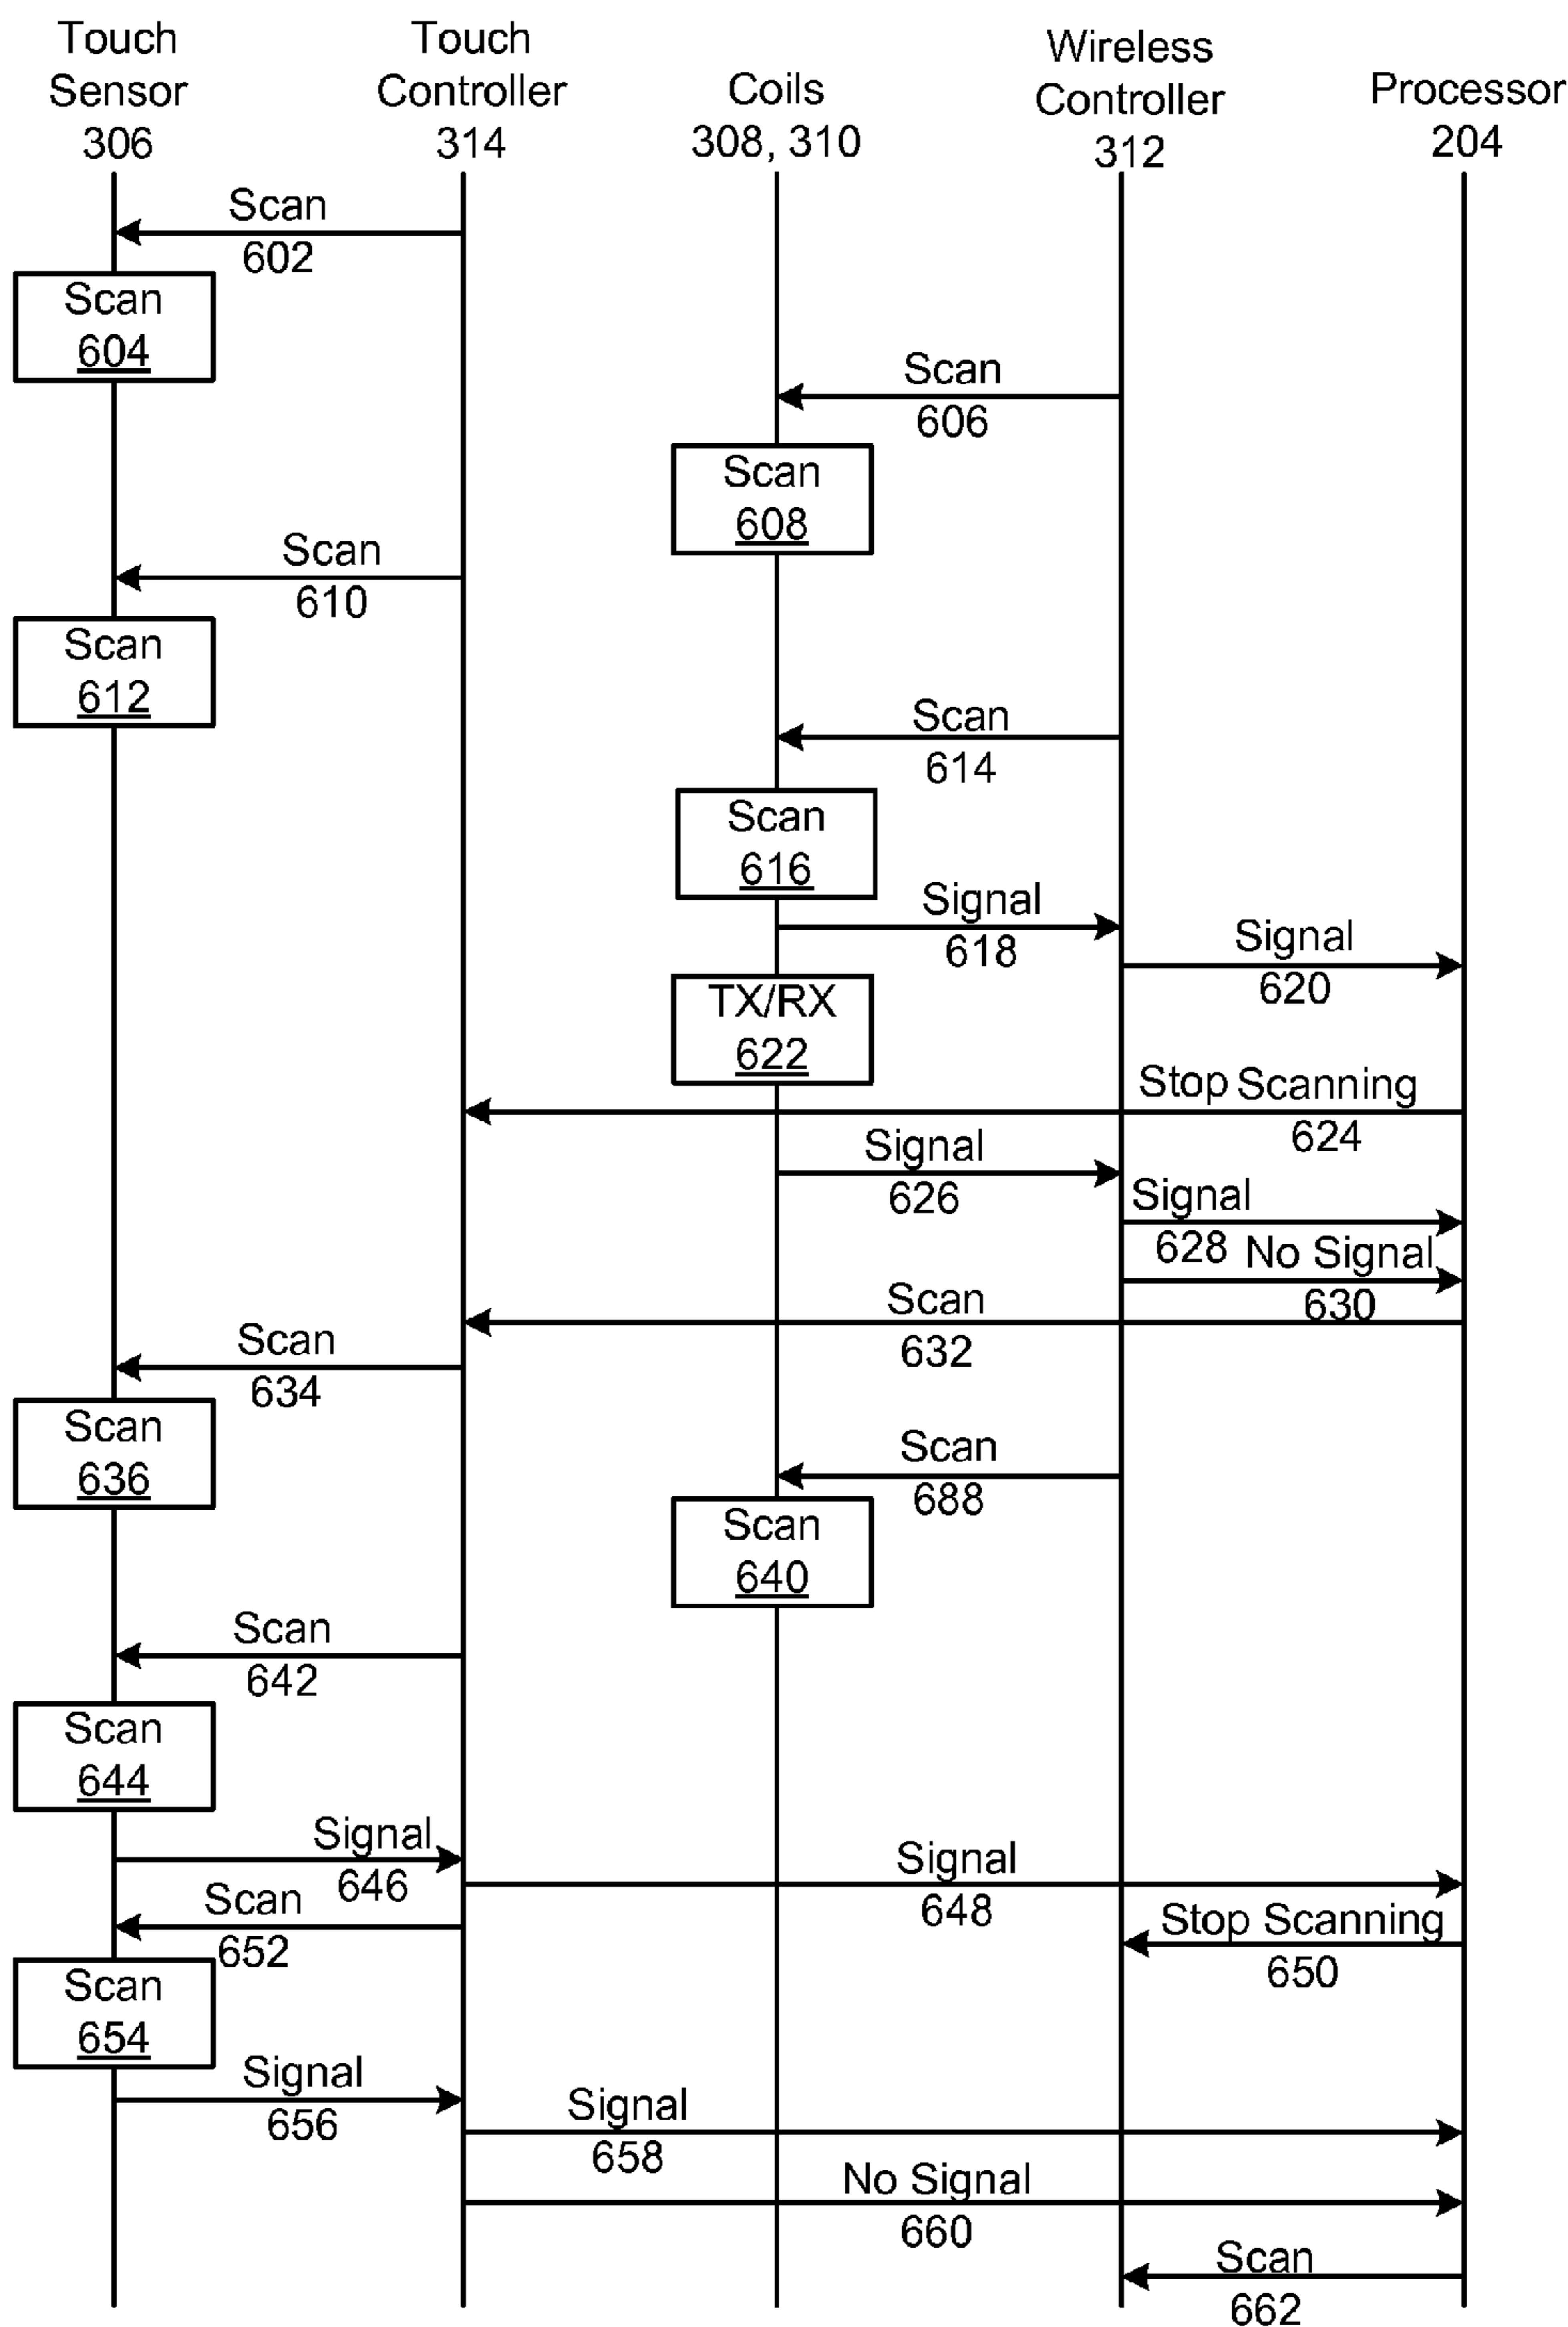 Touch
Sensor
306
Touch
Controller
314
Coils
308, 310
Wireless
Controller
312
Processor
204
Scan
602
Scan
604
Scan
606
Scan
608
Scan
610
Scan
612
Scan
614
Scan
616
Signal
618
Signal
620
TX/RX
622
Stop Scanning
624
Signal
626
Signal
628
No Signal
630
Scan
632
Scan
634
Scan
636
Scan
688
Scan
640
Scan
642
Scan
644
Signal
646
Signal
648
Scan
652
Stop Scanning
650
Scan
654
Signal
656
Signal
658
No Signal
660
Scan
662